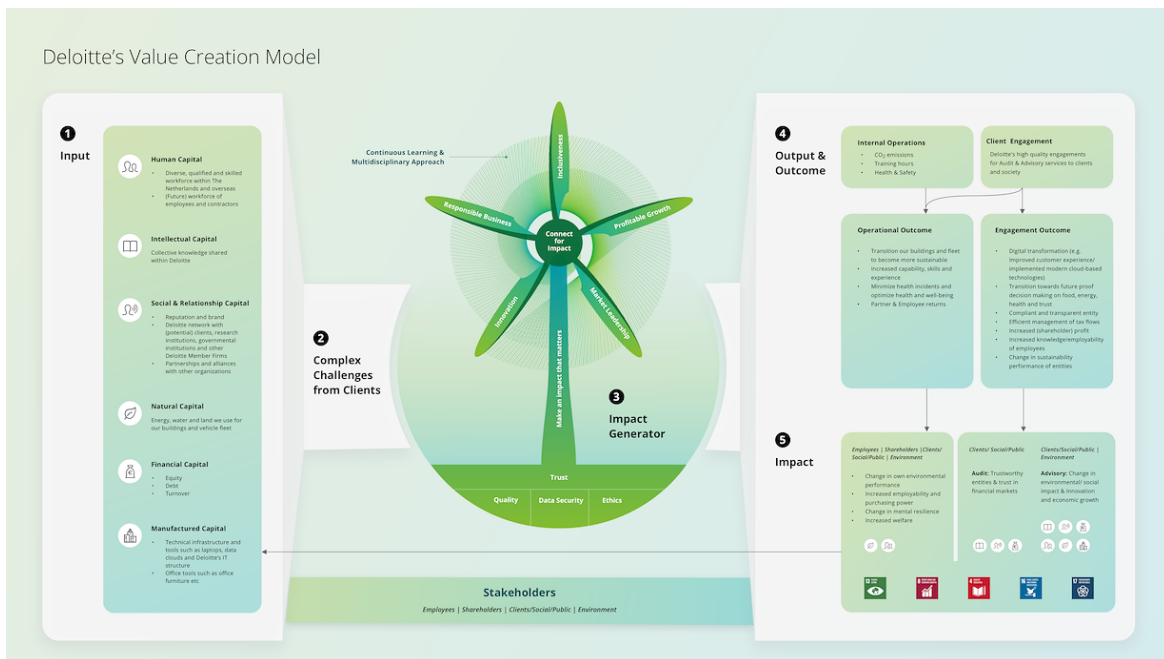 Deloitte's Value Creation Model
1
Input
Human Capital
• Diverse, qualified and skilled
workforce within The
Netherlands and overseas
• (Future) workforce of
employees and contractors
Intellectual Capital
Collective knowledge shared
within Deloitte
Social & Relationship Capital
• Reputation and brand
• Deloitte network with
(potential) clients, research
institutions, governmental
institutions and other
Deloitte Member Firms
• Partnerships and alliances
with other organizations
Natural Capital
Energy, water and land we use for
our buildings and vehicle fleet
Financial Capital
• Equity
• Debt
• Turnover
Manufactured Capital
• Technical infrastructure and
tools such as laptops, data
clouds and Deloitte's IT
structure
• Office tools such as office
furniture etc
2
Complex
Challenges
from Clients
Continuous Learning &
Multidisciplinary Approach
Inclusiveness
Responsible Business
Profitable Growth
Connect
for
Impact
Innovation
Market Leadership
Make an impact that matters
3
Impact
Generator
Trust
Quality
Data Security
Ethics
Stakeholders
Employees | Shareholders | Clients/Social/Public | Environment
4
Output &
Outcome
Internal Operations
• CO₂ emissions
• Training hours
• Health & Safety
Client Engagement
Deloitte's high quality engagements
for Audit & Advisory services to clients
and society
Operational Outcome
• Transition our buildings and fleet
to become more sustainable
• Increased capability, skills and
experience
• Minimize health incidents and
optimize health and well-being
• Partner & Employee returns
Engagement Outcome
• Digital transformation (e.g.
Improved customer experience/
implemented modern cloud-based
technologies)
• Transition towards future proof
decision making on food, energy,
health and trust
• Compliant and transparent entity
• Efficient management of tax flows
• Increased (shareholder) profit
• Increased knowledge/employability
of employees
• Change in sustainability
performance of entities
5
Impact
Employees | Shareholders |Clients/
Social/Public | Environment
• Change in own environmental
performance
• Increased employability and
purchasing power
• Change in mental resilience
• Increased welfare
Clients/ Social/Public
Audit: Trustworthy
entities & trust in
financial markets
Clients/Social/Public |
Environment
Advisory: Change in
environmental/ social
impact & innovation
and economic growth
13
8
4
16
17